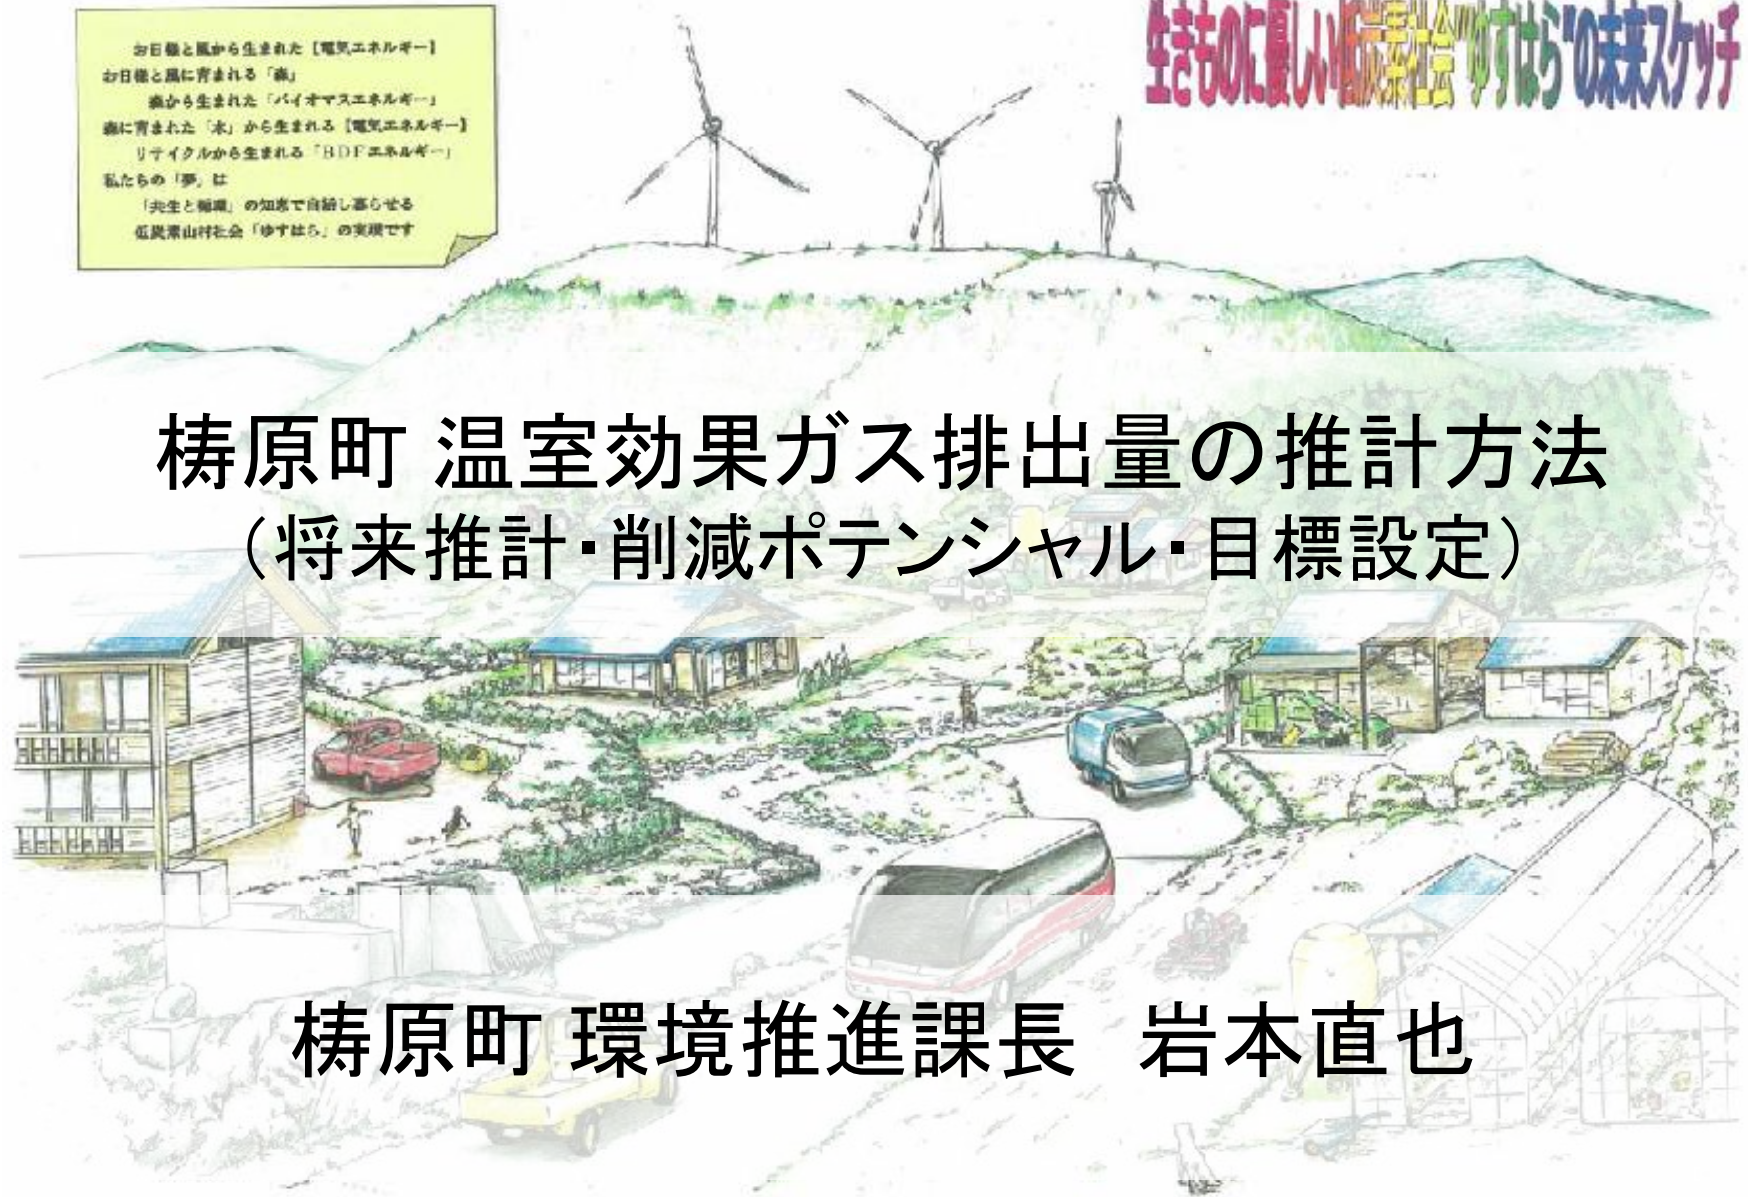 お日様と風から生まれた【電気エネルギー】
お日様と風に育まれる「森」
森から生まれた「バイオマスエネルギー」
森に育まれた「水」から生まれる【電気エネルギー】
リサイクルから生まれる「BDFエネルギー」
私たちの「夢」は
「共生と循環」の知恵で自給し暮らせる
低炭素山村社会「ゆすはら」の実現です
生きものに優しい低炭素社会"ゆすはら"の未来スケッチ
梼原町 温室効果ガス排出量の推計方法
（将来推計・削減ポテンシャル・目標設定）
梼原町 環境推進課長　岩本直也